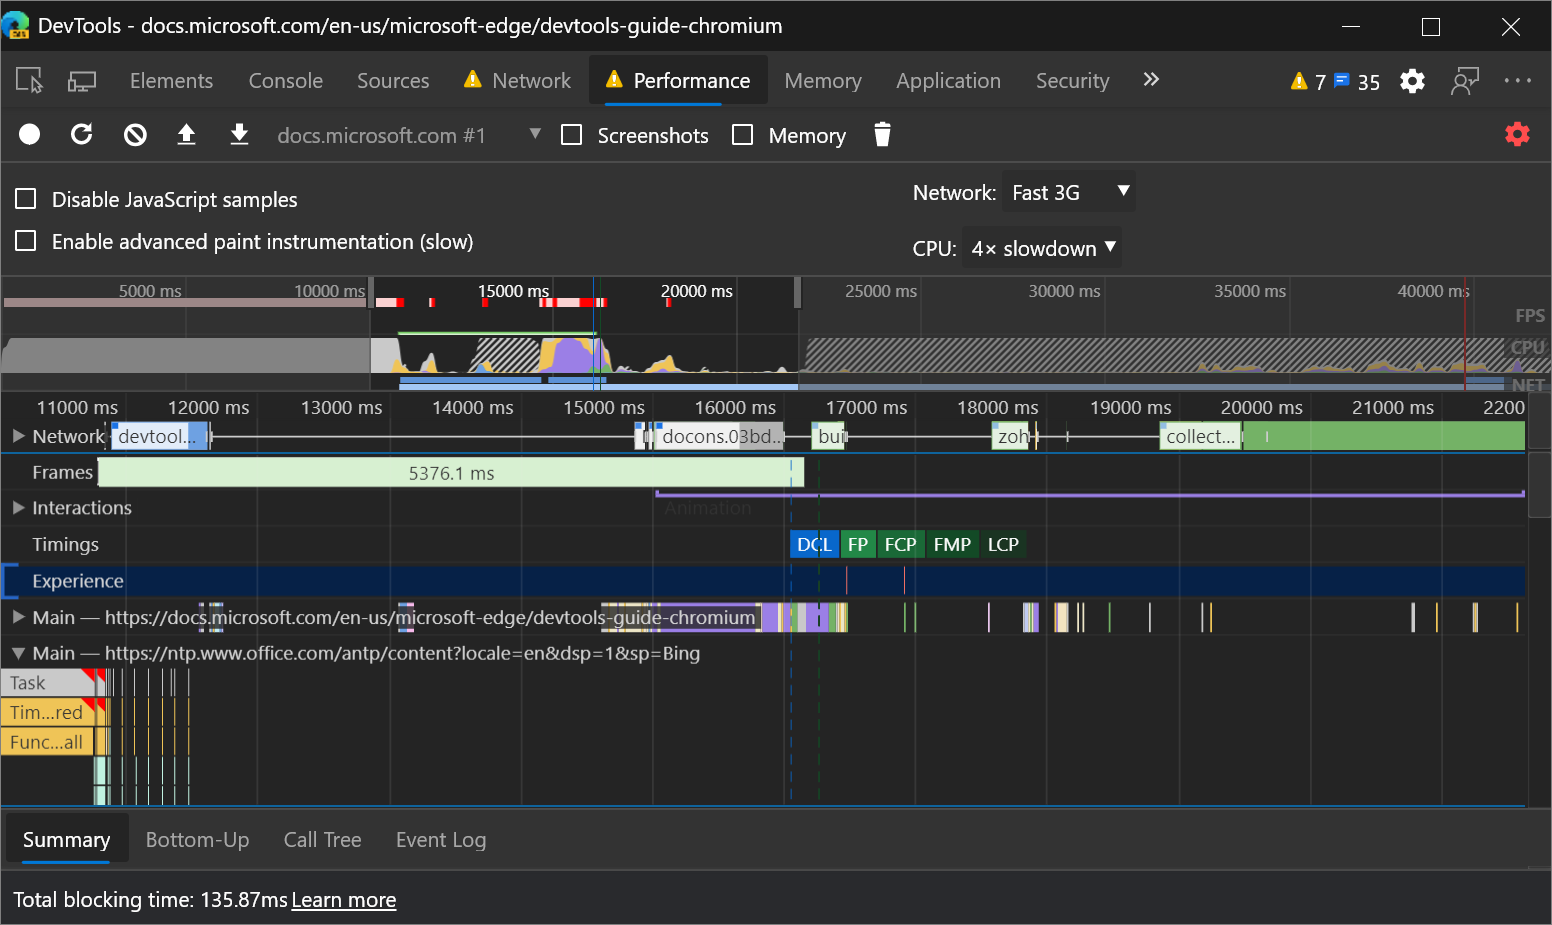 DevTools - docs.microsoft.com/en-us/microsoft-edge/devtools-guide-chromium
Elements Console Sources Network Performance Memory Application Security 7 35
docs.microsoft.com #1 Screenshots Memory
Disable JavaScript samples
Network: Fast 3G
Enable advanced paint instrumentation (slow)
CPU: 4× slowdown
5000 ms 10000 ms 15000 ms 20000 ms 25000 ms 30000 ms 35000 ms 40000 ms
FPS
CPU
NET
11000 ms 12000 ms 13000 ms 14000 ms 15000 ms 16000 ms 17000 ms 18000 ms 19000 ms 20000 ms 21000 ms 2200
Network devtool... docons.03bd... bui zoh collect...
Frames 5376.1 ms
Interactions Animation
Timings DCL FP FCP FMP LCP
Experience
Main — https://docs.microsoft.com/en-us/microsoft-edge/devtools-guide-chromium
Main — https://ntp.www.office.com/antp/content?locale=en&dsp=1&sp=Bing
Task
Tim...red
Func...all
Summary Bottom-Up Call Tree Event Log
Total blocking time: 135.87ms Learn more